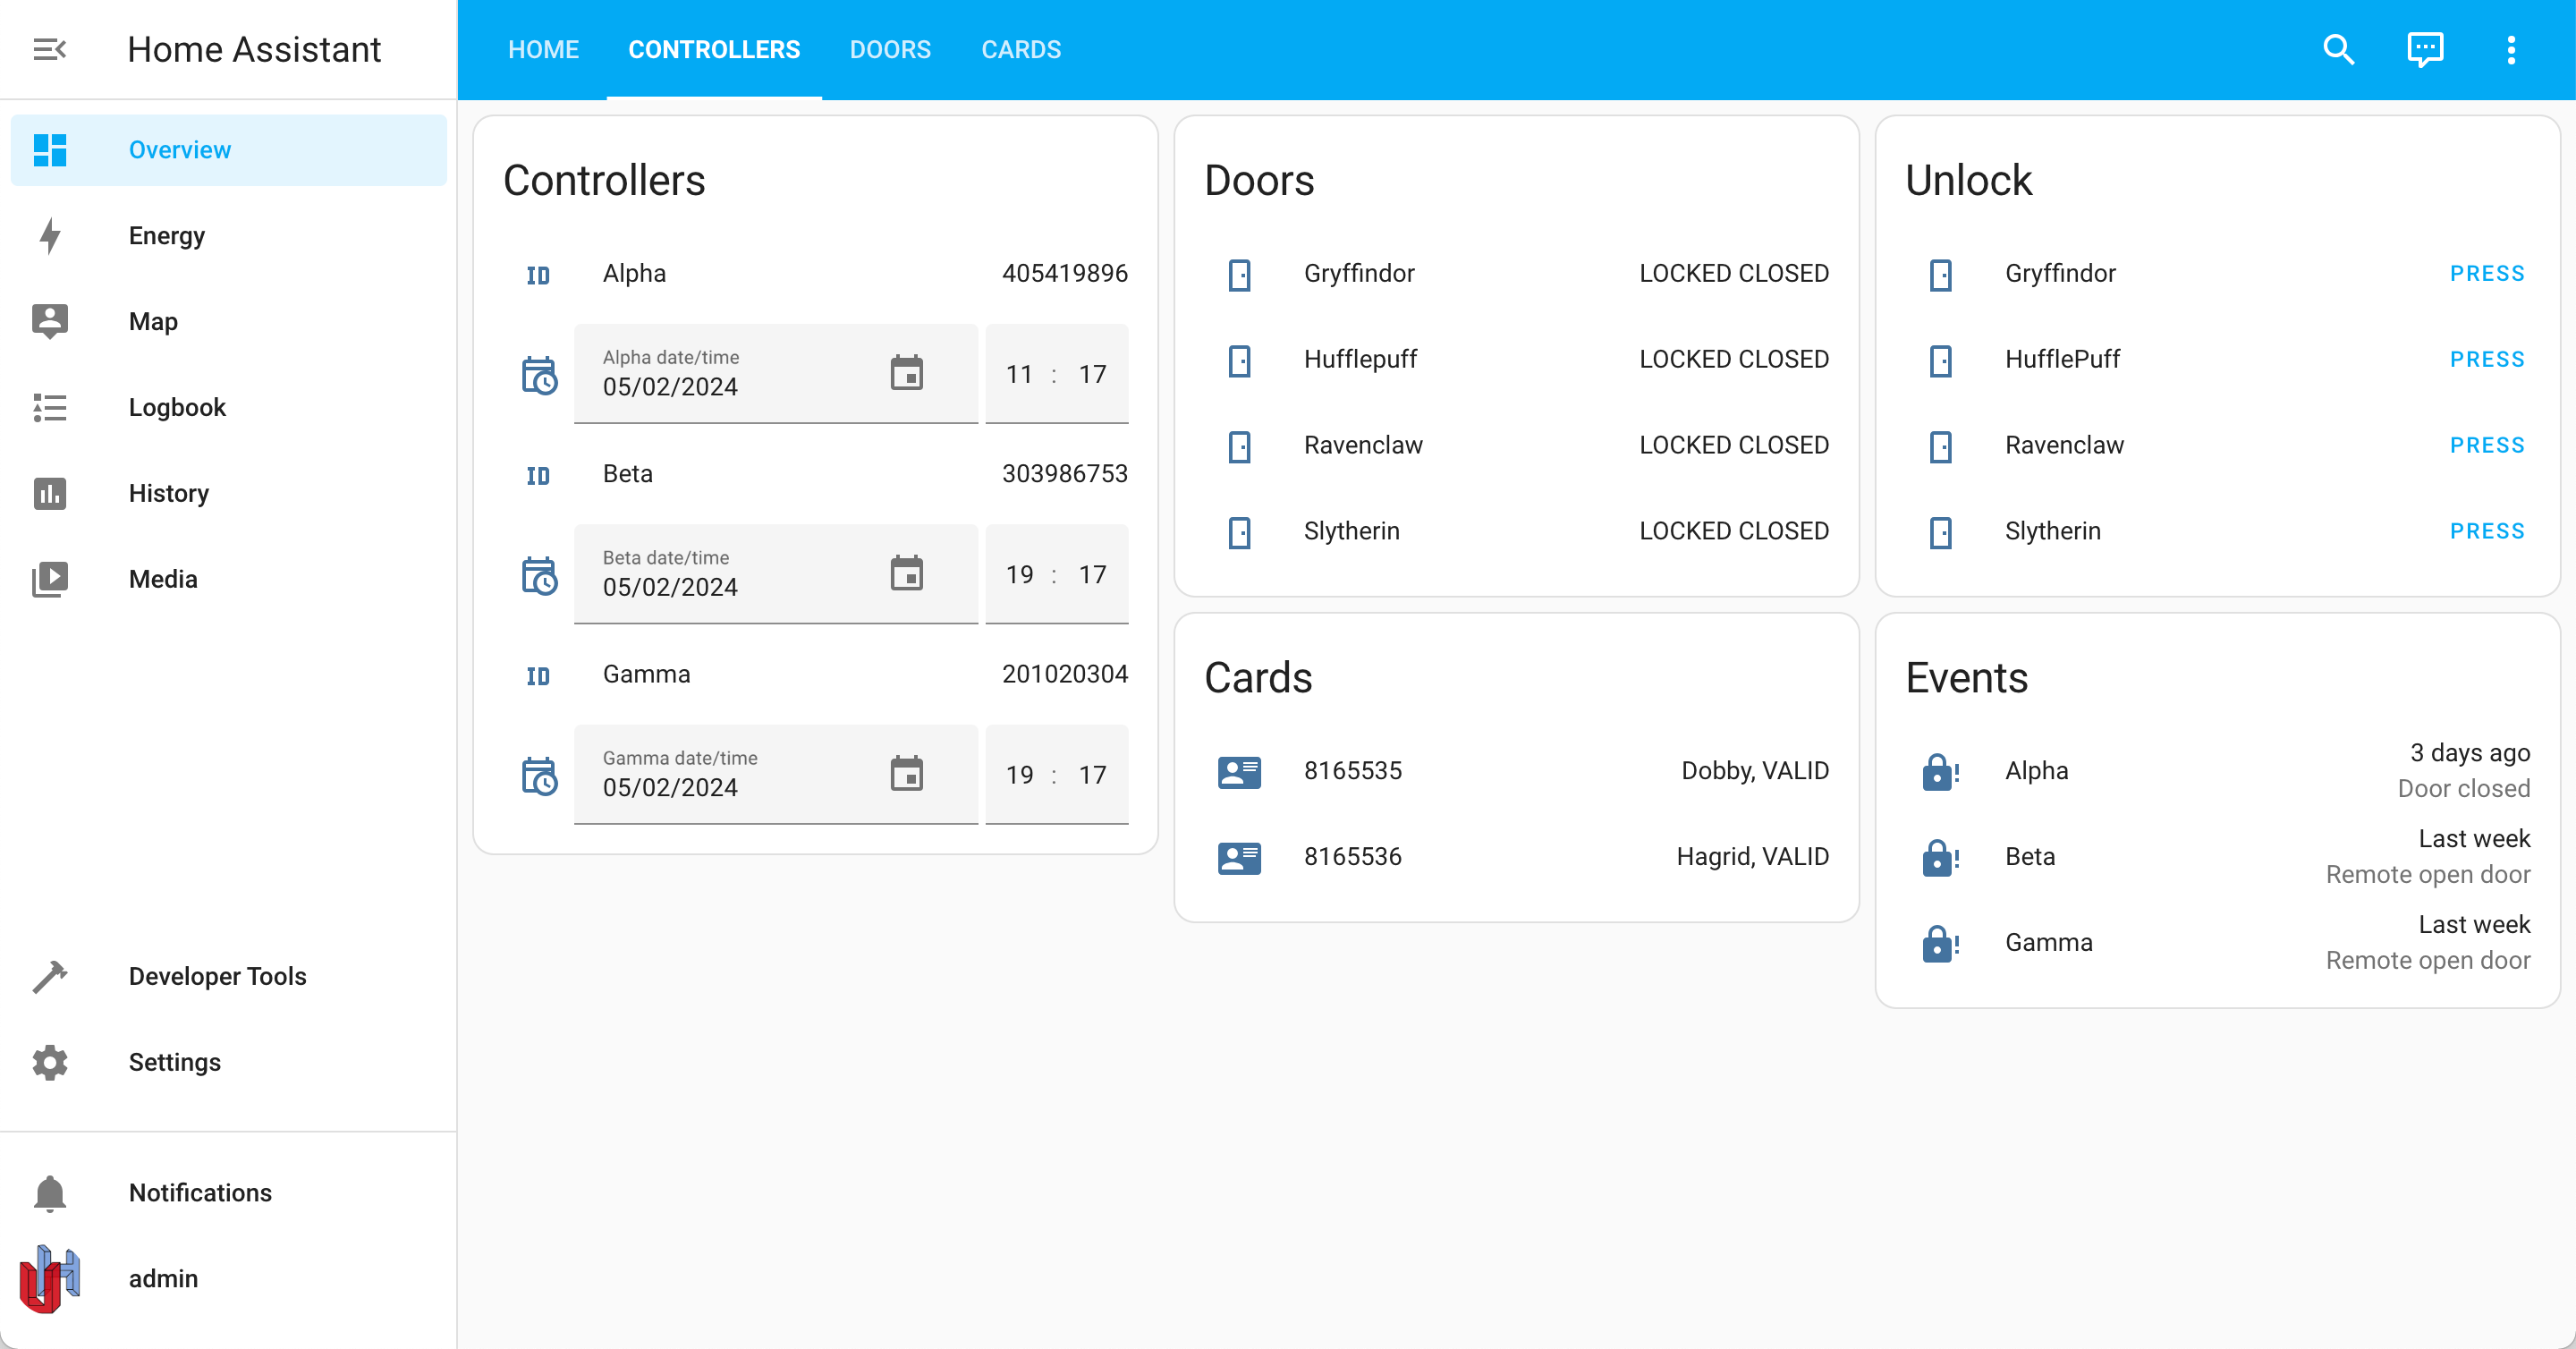 Home Assistant
HOME CONTROLLERS DOORS CARDS
Overview
Energy
Map
Logbook
History
Media
Developer Tools
Settings
Notifications
admin
Controllers
ID Alpha 405419896
Alpha date/time
05/02/2024 11 : 17
ID Beta 303986753
Beta date/time
05/02/2024 19 : 17
ID Gamma 201020304
Gamma date/time
05/02/2024 19 : 17
Doors
Gryffindor LOCKED CLOSED
Hufflepuff LOCKED CLOSED
Ravenclaw LOCKED CLOSED
Slytherin LOCKED CLOSED
Cards
8165535 Dobby, VALID
8165536 Hagrid, VALID
Unlock
Gryffindor PRESS
HufflePuff PRESS
Ravenclaw PRESS
Slytherin PRESS
Events
Alpha 3 days ago
Door closed
Beta Last week
Remote open door
Gamma Last week
Remote open door